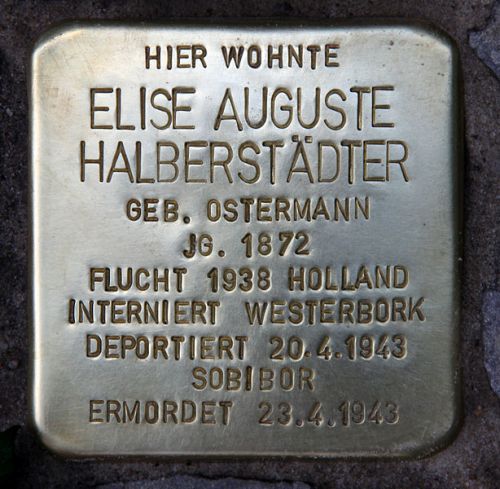 HIER WOHNTE
ELISE AUGUSTE
HALBERSTÄDTER
GEB. OSTERMANN
JG. 1872
FLUCHT 1938 HOLLAND
INTERNIERT WESTERBORK
DEPORTIERT 20.4.1943
SOBIBOR
ERMORDET 23.4.1943